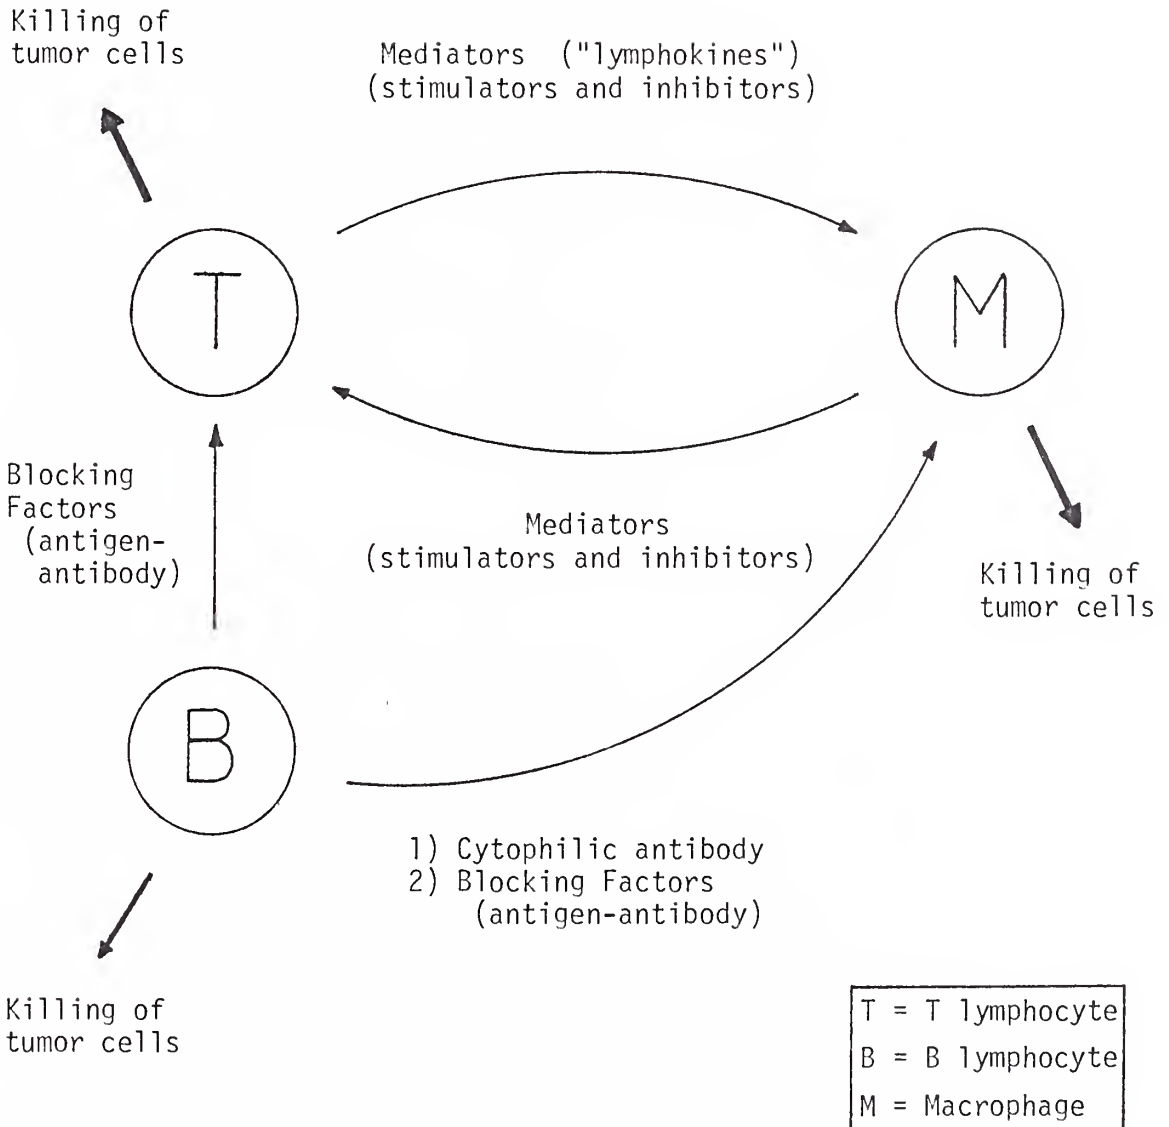 Killing of
tumor cells
Mediators ("lymphokines")
(stimulators and inhibitors)
T
M
Blocking
Factors
(antigen-
antibody)
Mediators
(stimulators and inhibitors)
Killing of
tumor cells
B
1) Cytophilic antibody
2) Blocking Factors
(antigen-antibody)
Killing of
tumor cells
T = T lymphocyte
B = B lymphocyte
M = Macrophage